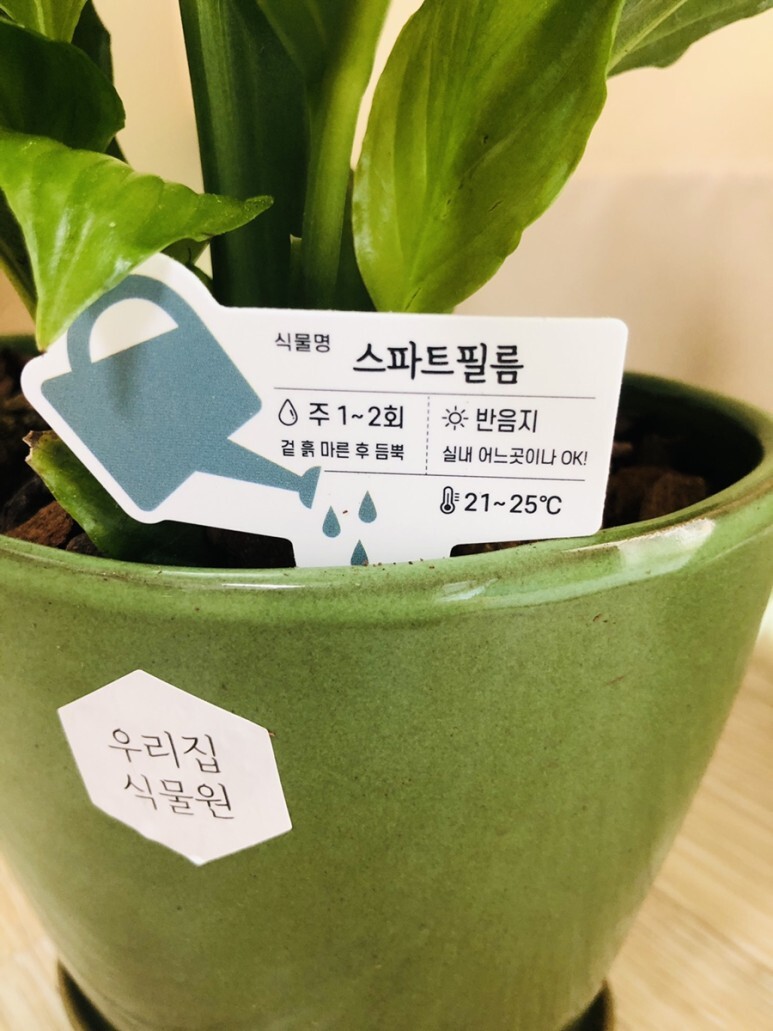 식물명 스파트필름
주 1~2회
겉 흙 마른 후 듬뿍
반음지
실내 어느곳이나 OK!
21~25℃
우리집
식물원